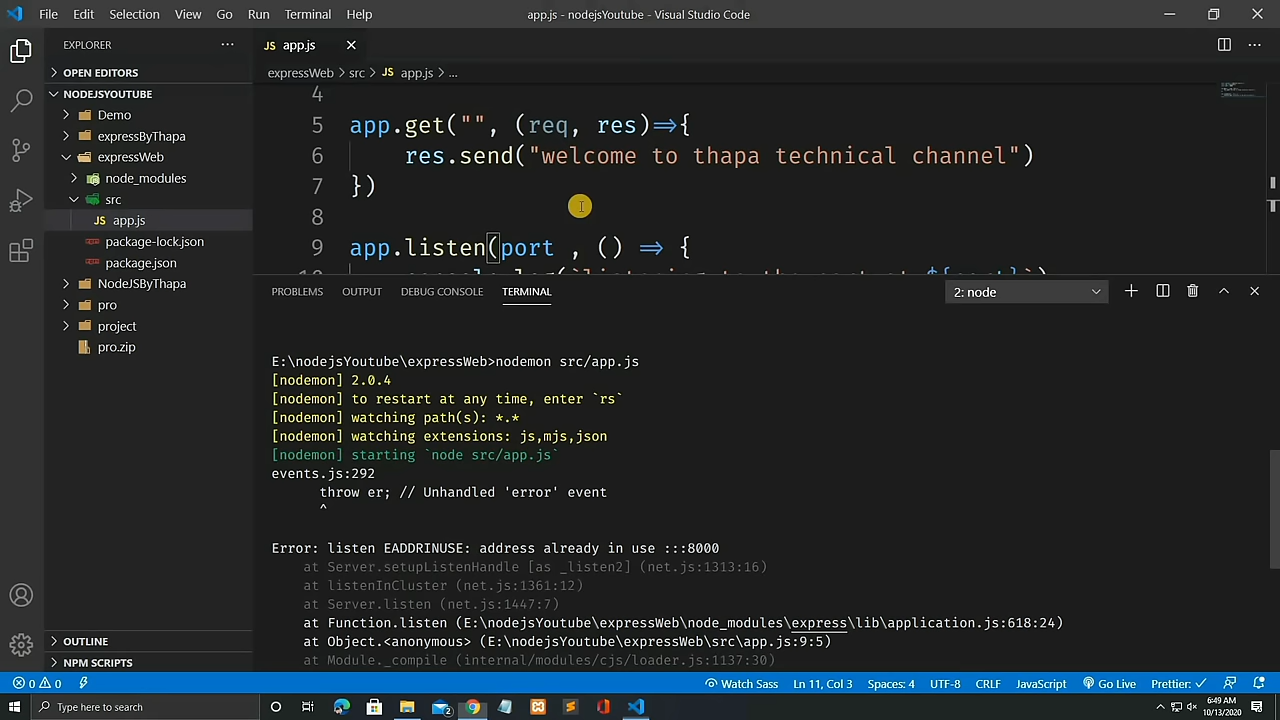 File Edit Selection View Go Run Terminal Help
app.js - nodejsYoutube - Visual Studio Code
EXPLORER
JS app.js
OPEN EDITORS
NODEJSYOUTUBE
Demo
expressByThapa
expressWeb
node_modules
src
JS app.js
package-lock.json
package.json
NodeJSByThapa
pro
project
pro.zip
OUTLINE
NPM SCRIPTS
expressWeb > src > JS app.js > ...
4
5 app.get("", (req, res)=>{
6 res.send("welcome to thapa technical channel")
7 })
8
9 app.listen(port , () => {
10 console.log(`listening to the port at ${port}`)
PROBLEMS OUTPUT DEBUG CONSOLE TERMINAL
2: node
E:\nodejsYoutube\expressWeb>nodemon src/app.js
[nodemon] 2.0.4
[nodemon] to restart at any time, enter `rs`
[nodemon] watching path(s): *.*
[nodemon] watching extensions: js,mjs,json
[nodemon] starting `node src/app.js`
events.js:292
throw er; // Unhandled 'error' event
^
Error: listen EADDRINUSE: address already in use :::8000
at Server.setupListenHandle [as _listen2] (net.js:1313:16)
at listenInCluster (net.js:1361:12)
at Server.listen (net.js:1447:7)
at Function.listen (E:\nodejsYoutube\expressWeb\node_modules\express\lib\application.js:618:24)
at Object.<anonymous> (E:\nodejsYoutube\expressWeb\src\app.js:9:5)
at Module._compile (internal/modules/cjs/loader.js:1137:30)
0 0
Watch Sass Ln 11, Col 3 Spaces: 4 UTF-8 CRLF JavaScript Go Live Prettier: ✓
Type here to search
2
6:49 AM
10/13/2020